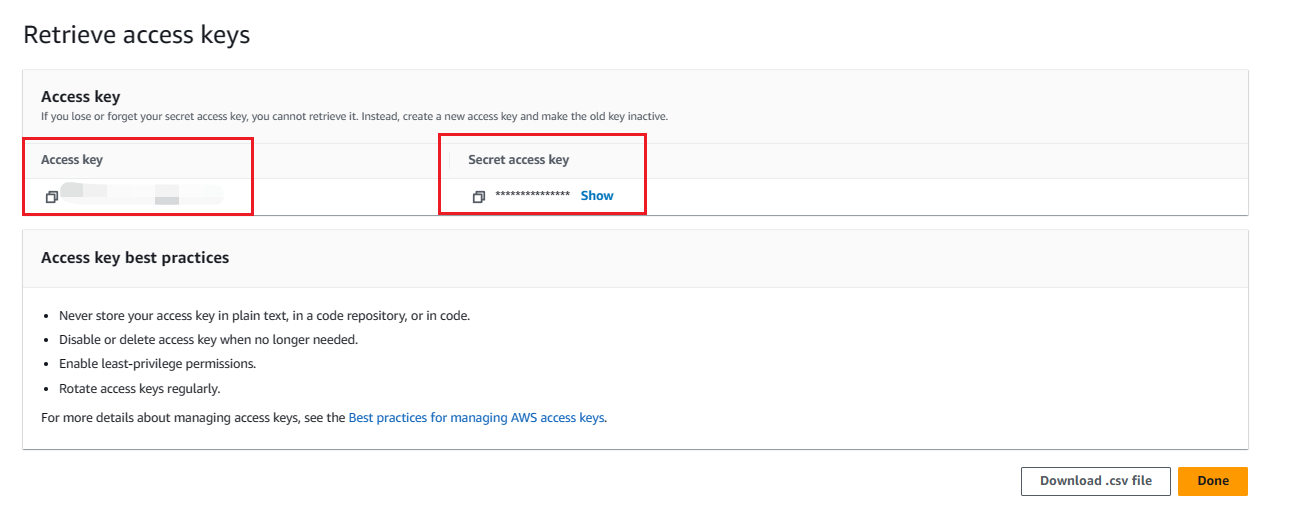 Retrieve access keys
Access key
If you lose or forget your secret access key, you cannot retrieve it. Instead, create a new access key and make the old key inactive.
Access key
Secret access key
*************** Show
Access key best practices
• Never store your access key in plain text, in a code repository, or in code.
• Disable or delete access key when no longer needed.
• Enable least-privilege permissions.
• Rotate access keys regularly.
For more details about managing access keys, see the Best practices for managing AWS access keys.
Download .csv file
Done